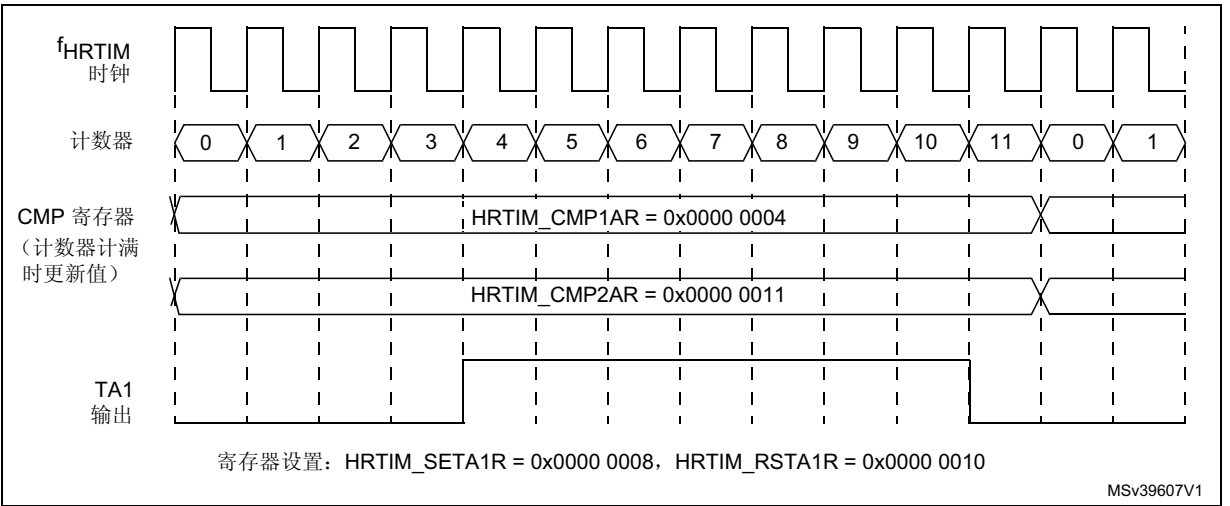 fHRTIM
时钟
计数器
0 1 2 3 4 5 6 7 8 9 10 11 0 1
CMP 寄存器
（计数器计满
时更新值）
HRTIM_CMP1AR = 0x0000 0004
HRTIM_CMP2AR = 0x0000 0011
TA1
输出
寄存器设置：HRTIM_SETA1R = 0x0000 0008，HRTIM_RSTA1R = 0x0000 0010
MSv39607V1